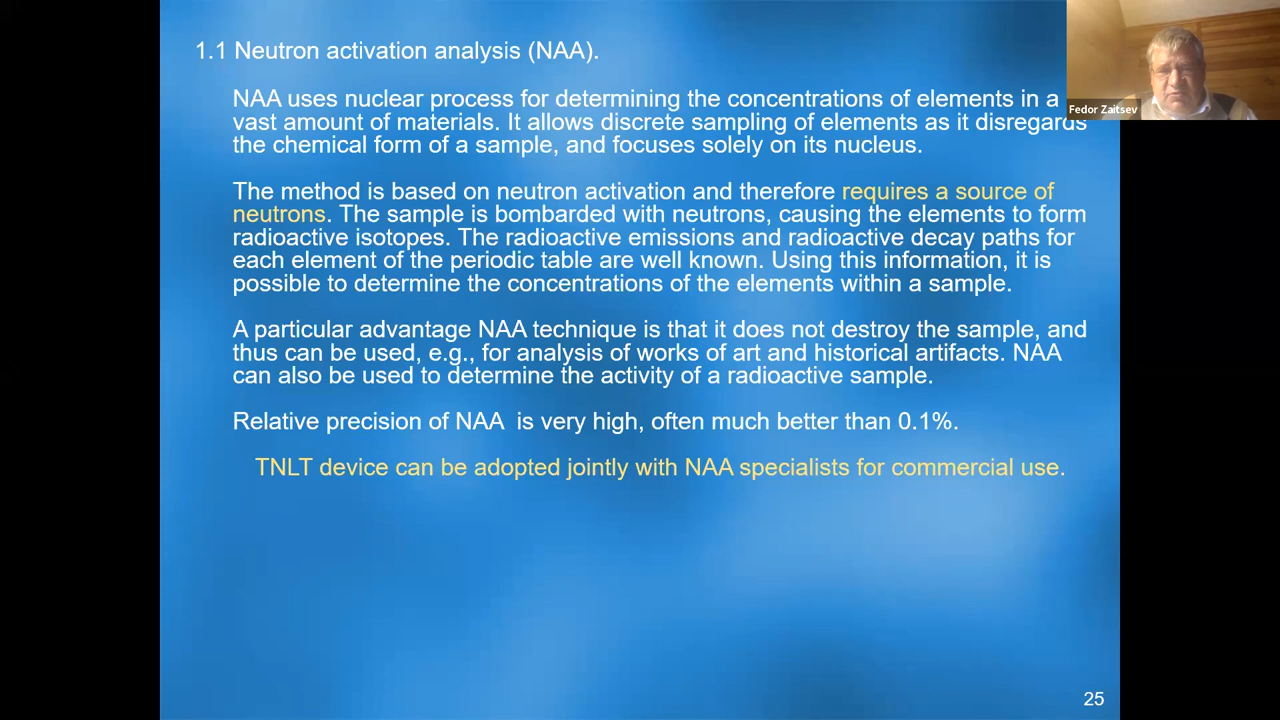 1.1 Neutron activation analysis (NAA).
NAA uses nuclear process for determining the concentrations of elements in a
vast amount of materials. It allows discrete sampling of elements as it disregards
the chemical form of a sample, and focuses solely on its nucleus.
The method is based on neutron activation and therefore requires a source of
neutrons. The sample is bombarded with neutrons, causing the elements to form
radioactive isotopes. The radioactive emissions and radioactive decay paths for
each element of the periodic table are well known. Using this information, it is
possible to determine the concentrations of the elements within a sample.
A particular advantage NAA technique is that it does not destroy the sample, and
thus can be used, e.g., for analysis of works of art and historical artifacts. NAA
can also be used to determine the activity of a radioactive sample.
Relative precision of NAA  is very high, often much better than 0.1%.
TNLT device can be adopted jointly with NAA specialists for commercial use.
25
Fedor Zaitsev